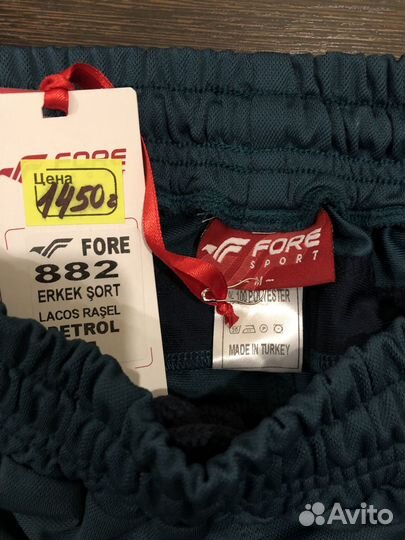 FORE
Цена
1450=
FORE
882
ERKEK ŞORT
LACOS RAŞEL
PETROL
FORE
SPORT
- M -
POLYESTER
MADE IN TURKEY
Avito